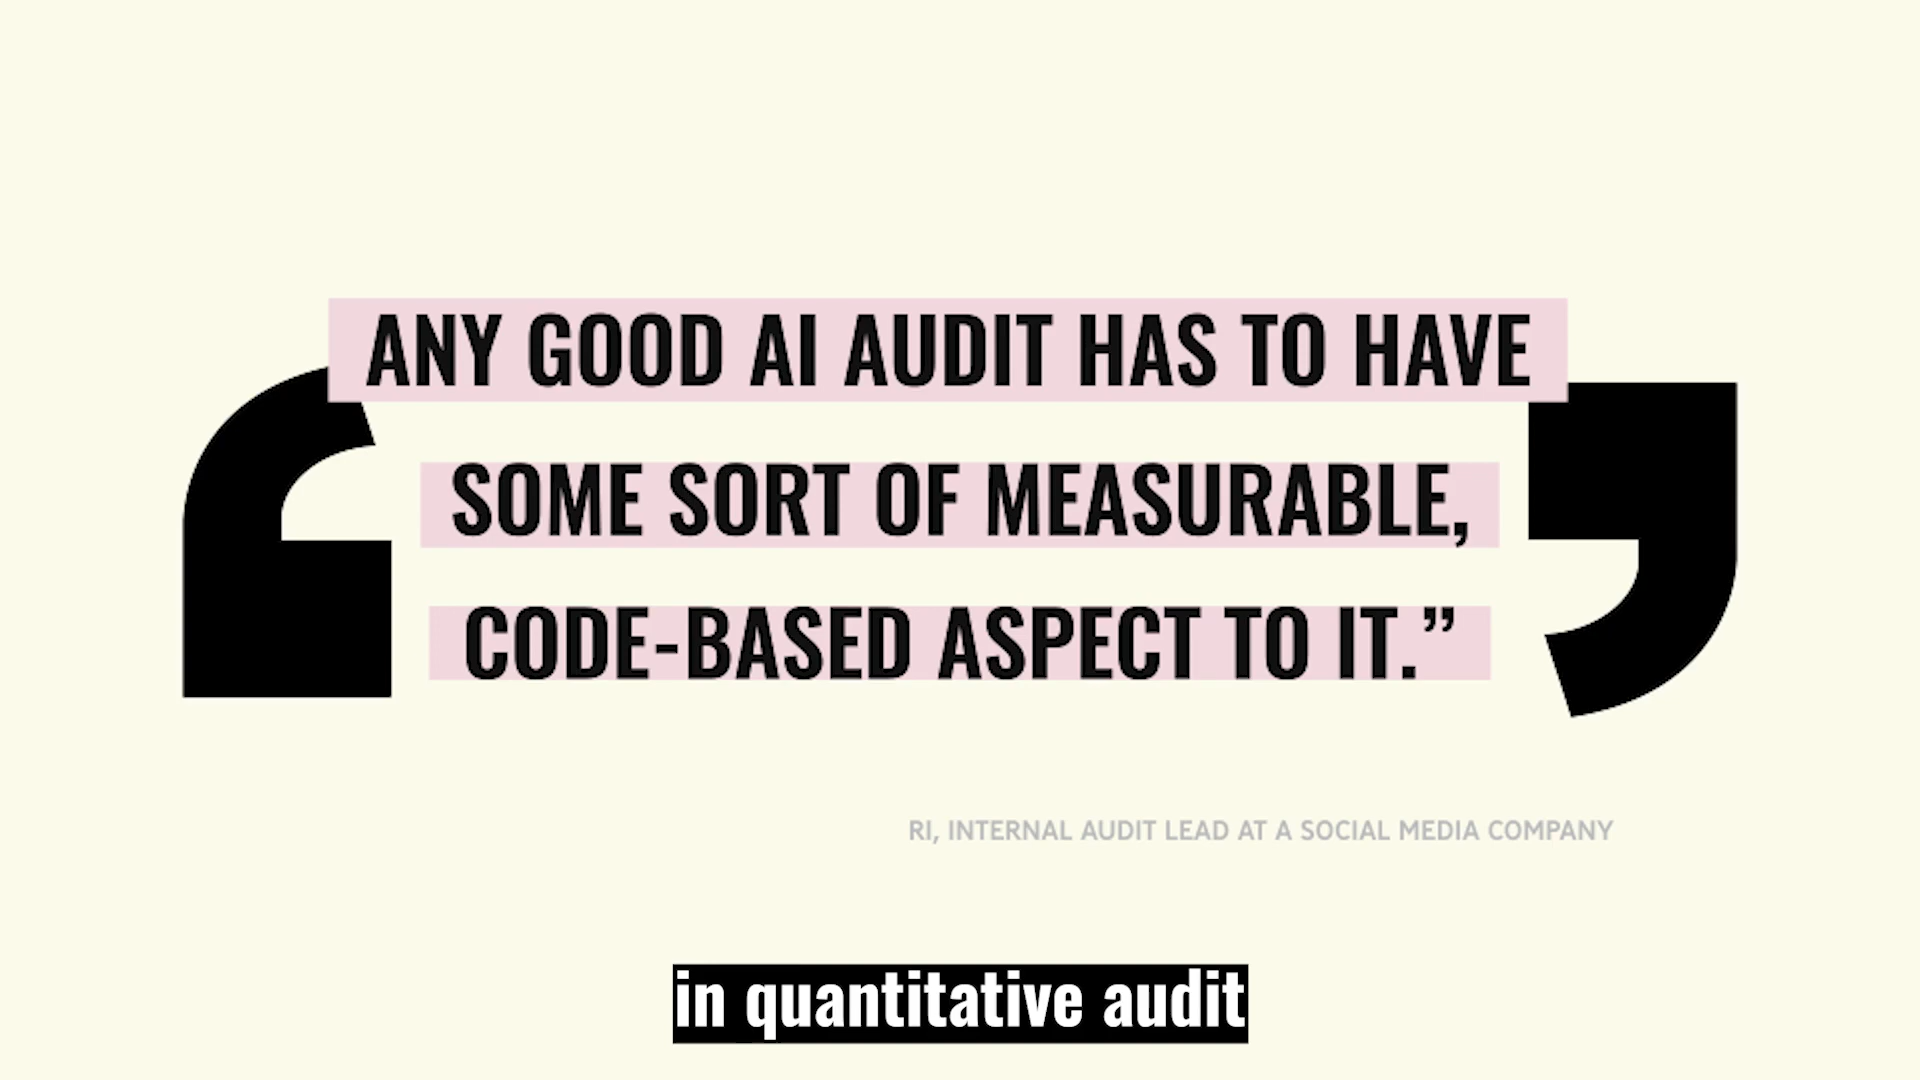 ANY GOOD AI AUDIT HAS TO HAVE
SOME SORT OF MEASURABLE,
CODE-BASED ASPECT TO IT.”
RI, INTERNAL AUDIT LEAD AT A SOCIAL MEDIA COMPANY
in quantitative audit